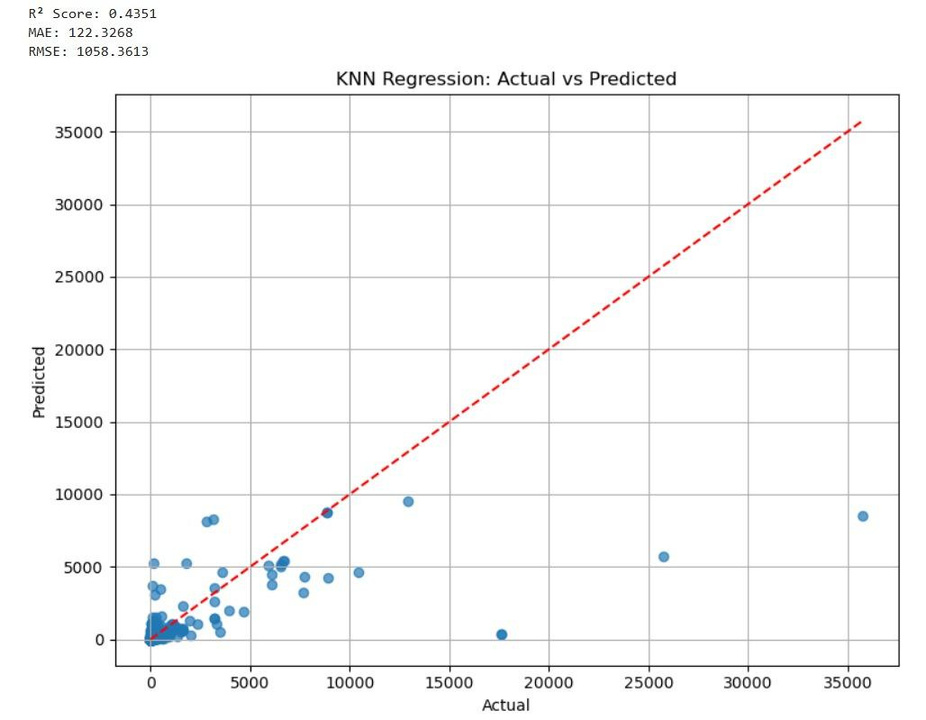 R² Score: 0.4351
MAE: 122.3268
RMSE: 1058.3613
KNN Regression: Actual vs Predicted
35000
30000
25000
20000
15000
10000
5000
0
Predicted
0 5000 10000 15000 20000 25000 30000 35000
Actual